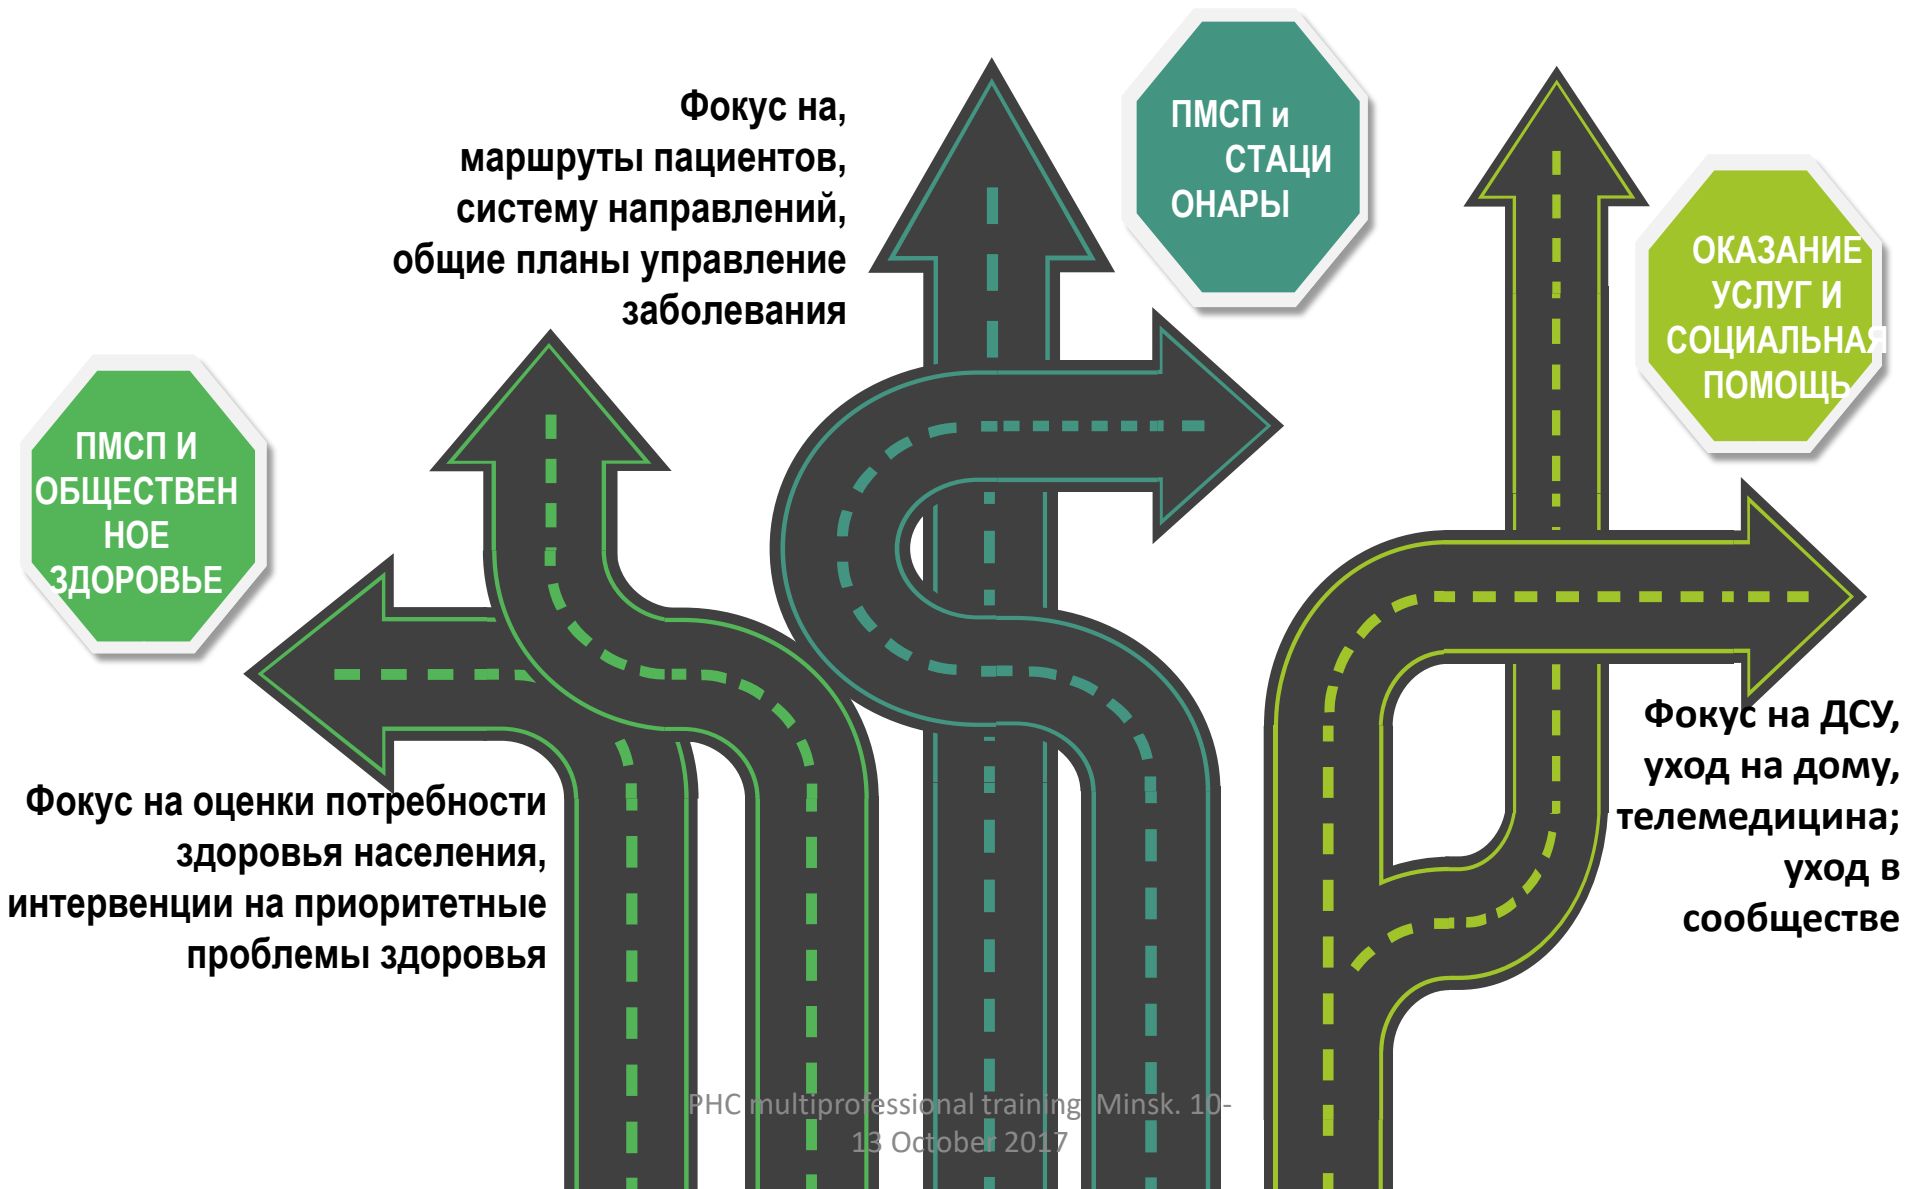 Фокус на,
маршруты пациентов,
систему направлений,
общие планы управление
заболевания
ПМСП и
СТАЦИ
ОНАРЫ
ОКАЗАНИЕ
УСЛУГ И
СОЦИАЛЬНАЯ
ПОМОЩЬ
ПМСП И
ОБЩЕСТВЕН
НОЕ
ЗДОРОВЬЕ
Фокус на оценки потребности
здоровья населения,
интервенции на приоритетные
проблемы здоровья
Фокус на ДСУ,
уход на дому,
телемедицина;
уход в
сообществе
PHC multiprofessional training. Minsk. 10-
13 October 2017